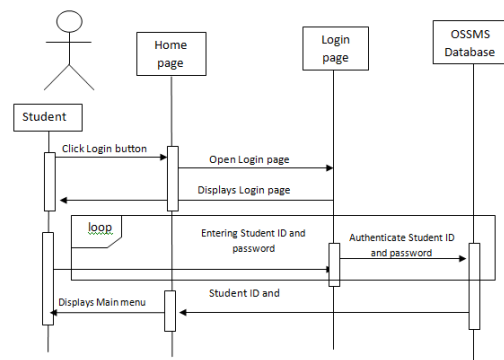 Home
page
Login
page
OSSMS
Database
Student
Click Login button
Open Login page
Displays Login page
loop
Entering Student ID and
password
Authenticate Student ID
and password
Displays Main menu
Student ID and